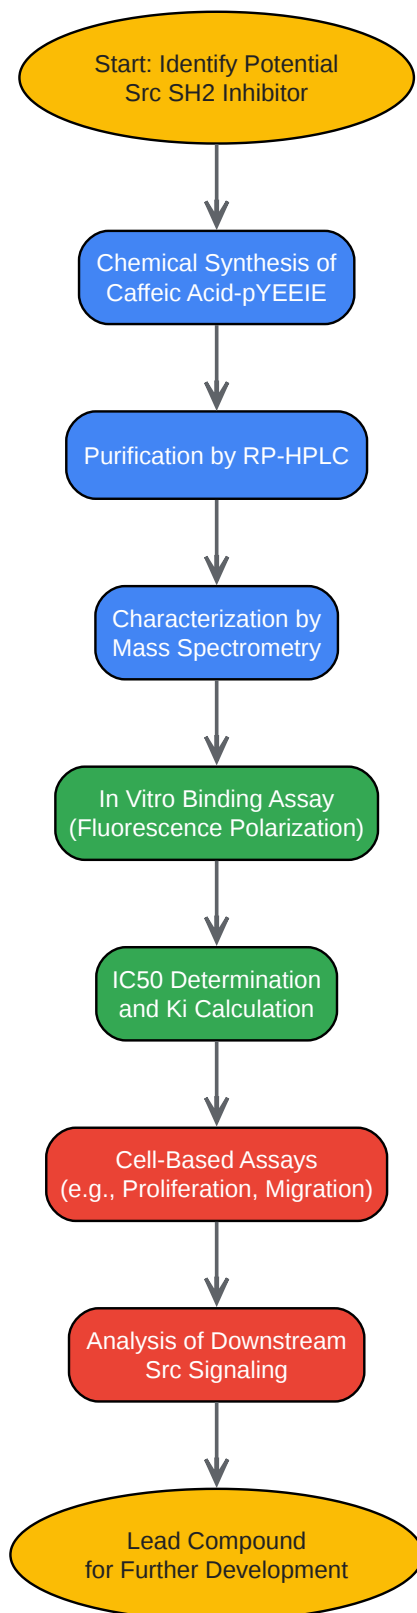 Start: Identify Potential
Src SH2 Inhibitor
Chemical Synthesis of
Caffeic Acid-pYEEIE
Purification by RP-HPLC
Characterization by
Mass Spectrometry
In Vitro Binding Assay
(Fluorescence Polarization)
IC50 Determination
and Ki Calculation
Cell-Based Assays
(e.g., Proliferation, Migration)
Analysis of Downstream
Src Signaling
Lead Compound
for Further Development